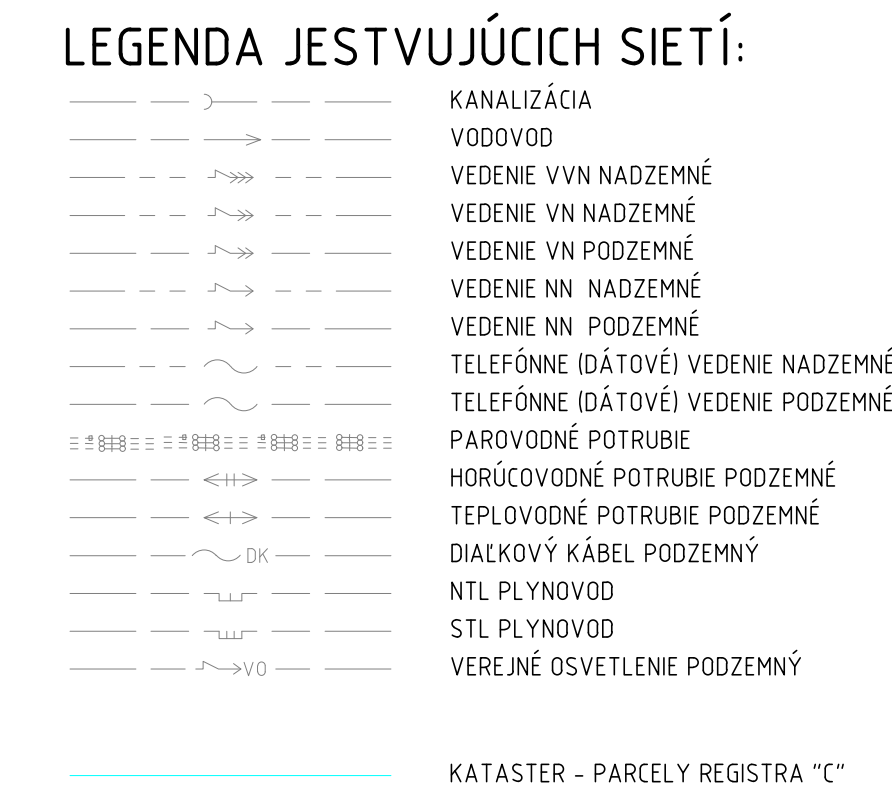 LEGENDA JESTVUJÚCICH SIETÍ:
KANALIZÁCIA
VODOVOD
VEDENIE VVN NADZEMNÉ
VEDENIE VN NADZEMNÉ
VEDENIE VN PODZEMNÉ
VEDENIE NN NADZEMNÉ
VEDENIE NN PODZEMNÉ
TELEFÓNNE (DÁTOVÉ) VEDENIE NADZEMNÉ
TELEFÓNNE (DÁTOVÉ) VEDENIE PODZEMNÉ
PAROVODNÉ POTRUBIE
HORÚCOVODNÉ POTRUBIE PODZEMNÉ
TEPLOVODNÉ POTRUBIE PODZEMNÉ
DK DIAĽKOVÝ KÁBEL PODZEMNÝ
NTL PLYNOVOD
STL PLYNOVOD
VO VEREJNÉ OSVETLENIE PODZEMNÝ
KATASTER - PARCELY REGISTRA "C"